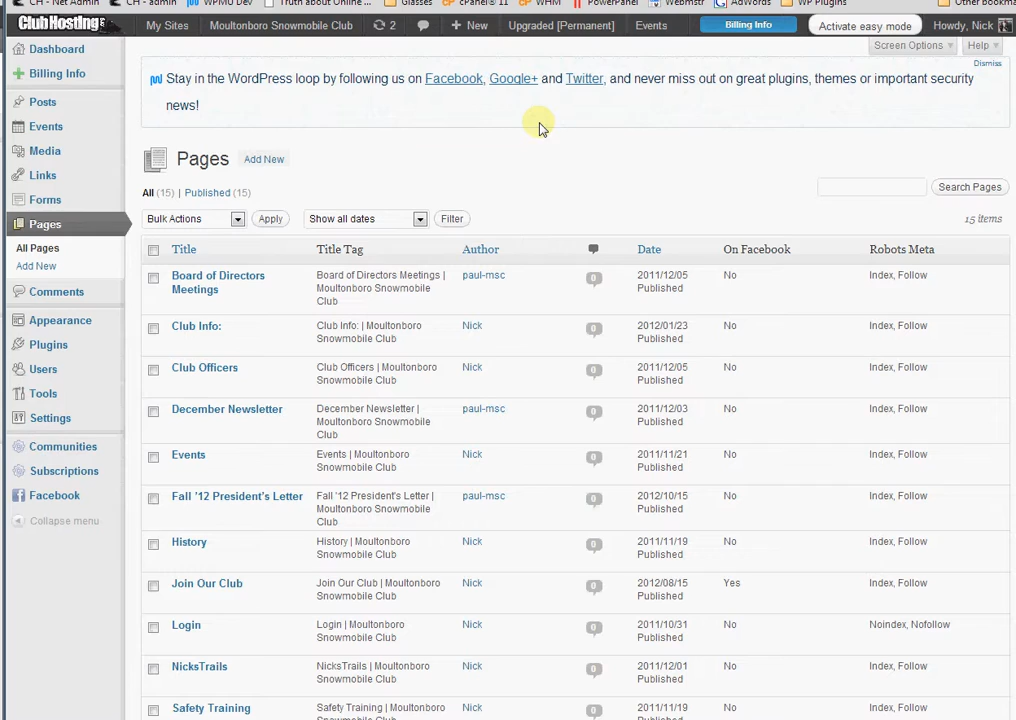 CH - Net Admin CH - admin WPMU Dev Truth about Online ... Glasses cPanel® 11 WHM PowerPanel Webmstr AdWords WP Plugins Other bookma
ClubHosting My Sites Moultonboro Snowmobile Club 2 + New Upgraded [Permanent] Events Billing Info Activate easy mode Howdy, Nick
Screen Options Help
Dismiss
Dashboard
Billing Info
Posts
Events
Media
Links
Forms
Pages
All Pages
Add New
Comments
Appearance
Plugins
Users
Tools
Settings
Communities
Subscriptions
Facebook
Collapse menu
Stay in the WordPress loop by following us on Facebook, Google+ and Twitter, and never miss out on great plugins, themes or important security
news!
Pages Add New
All (15) | Published (15)
Search Pages
Bulk Actions Apply Show all dates Filter
15 items
Title Title Tag Author Date On Facebook Robots Meta
Board of Directors Board of Directors Meetings | paul-msc 0 2011/12/05 No Index, Follow
Meetings Moultonboro Snowmobile Published
Club
Club Info: Club Info: | Moultonboro Nick 0 2012/01/23 No Index, Follow
Snowmobile Club Published
Club Officers Club Officers | Moultonboro Nick 0 2011/12/05 No Index, Follow
Snowmobile Club Published
December Newsletter December Newsletter | paul-msc 0 2011/12/03 No Index, Follow
Moultonboro Snowmobile Published
Club
Events Events | Moultonboro Nick 0 2011/11/21 No Index, Follow
Snowmobile Club Published
Fall '12 President's Letter Fall '12 President's Letter | paul-msc 0 2012/10/15 No Index, Follow
Moultonboro Snowmobile Published
Club
History History | Moultonboro Nick 0 2011/11/19 No Index, Follow
Snowmobile Club Published
Join Our Club Join Our Club | Moultonboro Nick 0 2012/08/15 Yes Index, Follow
Snowmobile Club Published
Login Login | Moultonboro Nick 0 2011/10/31 No Noindex, Nofollow
Snowmobile Club Published
NicksTrails NicksTrails | Moultonboro Nick 0 2011/12/01 No Index, Follow
Snowmobile Club Published
Safety Training Safety Training | Moultonboro Nick 0 2011/11/19 No Index, Follow